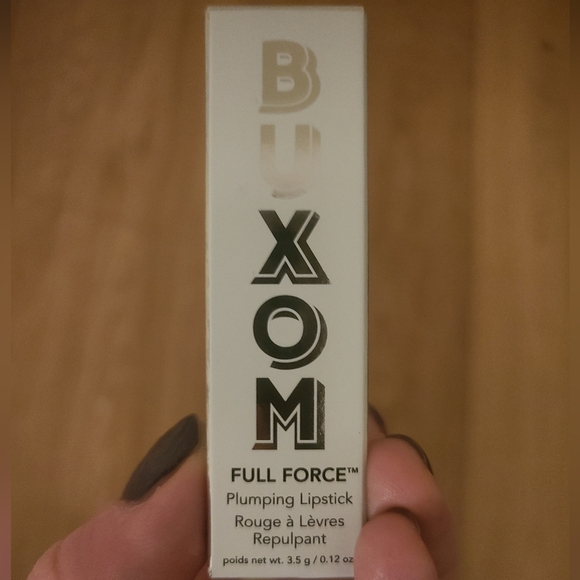 BUXOM
FULL FORCE™
Plumping Lipstick
Rouge à Lèvres
Repulpant
poids net wt. 3.5 g / 0.12 oz